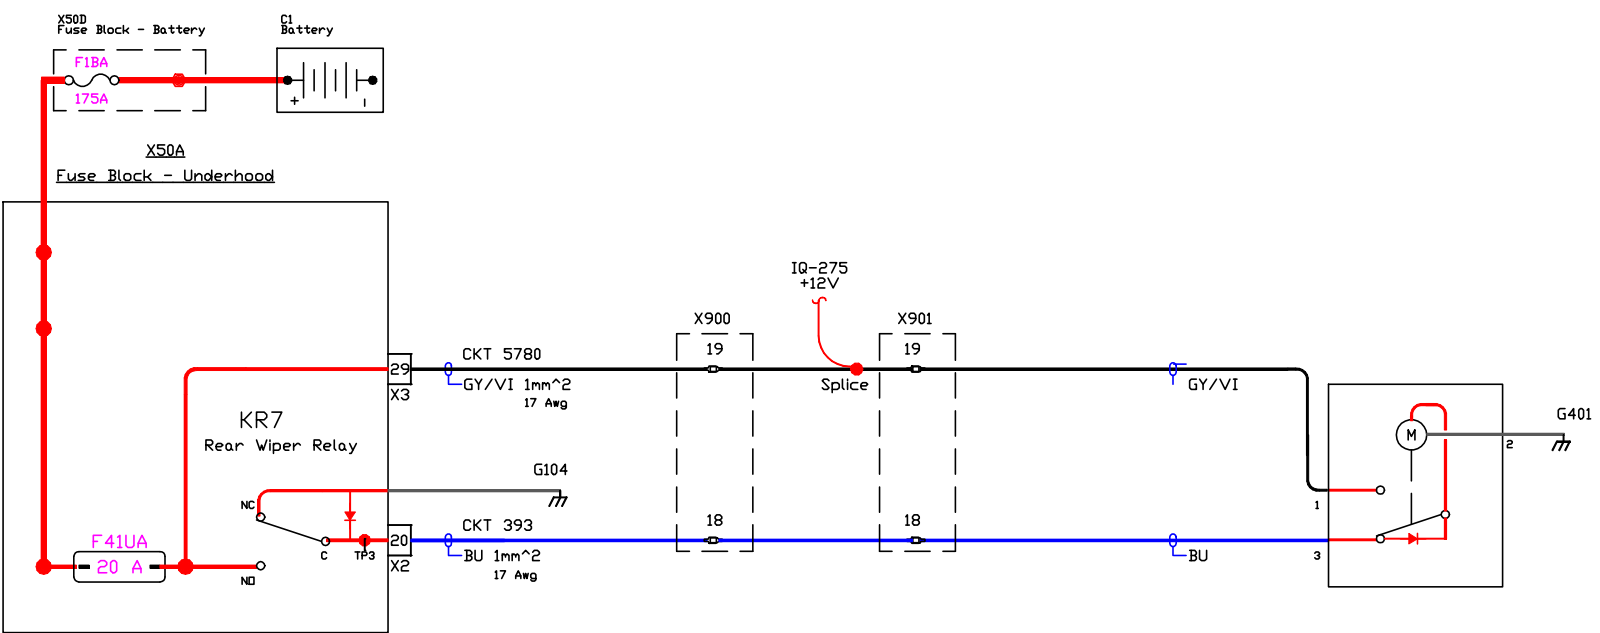 X50D
Fuse Block - Battery
C1
Battery
F1BA
175A
+
-
X50A
Fuse Block - Underhood
IQ-275
+12V
X900
X901
19
19
CKT 5780
29
GY/VI 1mm^2
17 Awg
X3
Splice
GY/VI
KR7
Rear Wiper Relay
G401
M
2
G104
NC
1
18
18
CKT 393
20
C
TP3
BU 1mm^2
17 Awg
X2
BU
3
F41UA
20 A
NO